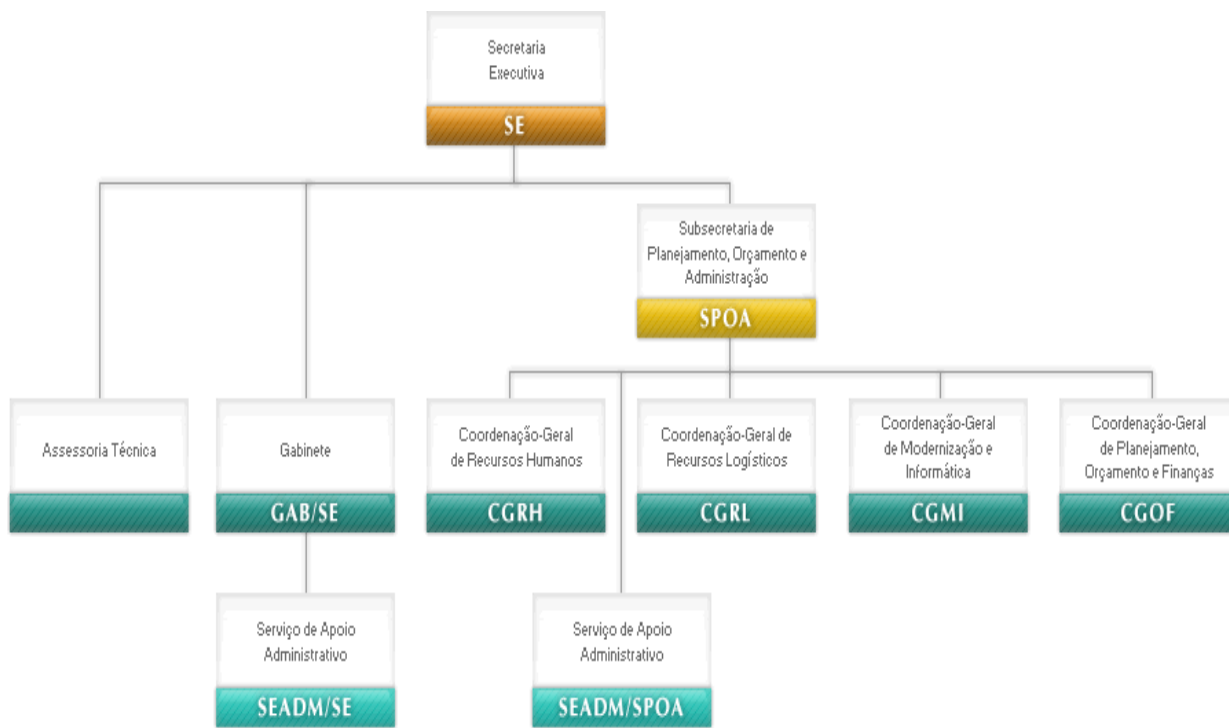 Secretaria
Executiva
SE
Subsecretaria de
Planejamento, Orçamento e
Administração
SPOA
Assessoria Técnica
Gabinete
GAB/SE
Coordenação-Geral
de Recursos Humanos
CGRH
Coordenação-Geral de
Recursos Logísticos
CGRL
Coordenação-Geral
de Modernização e
Informática
CGMI
Coordenação-Geral
de Planejamento,
Orçamento e Finanças
CGOF
Serviço de Apoio
Administrativo
SEADM/SE
Serviço de Apoio
Administrativo
SEADM/SPOA